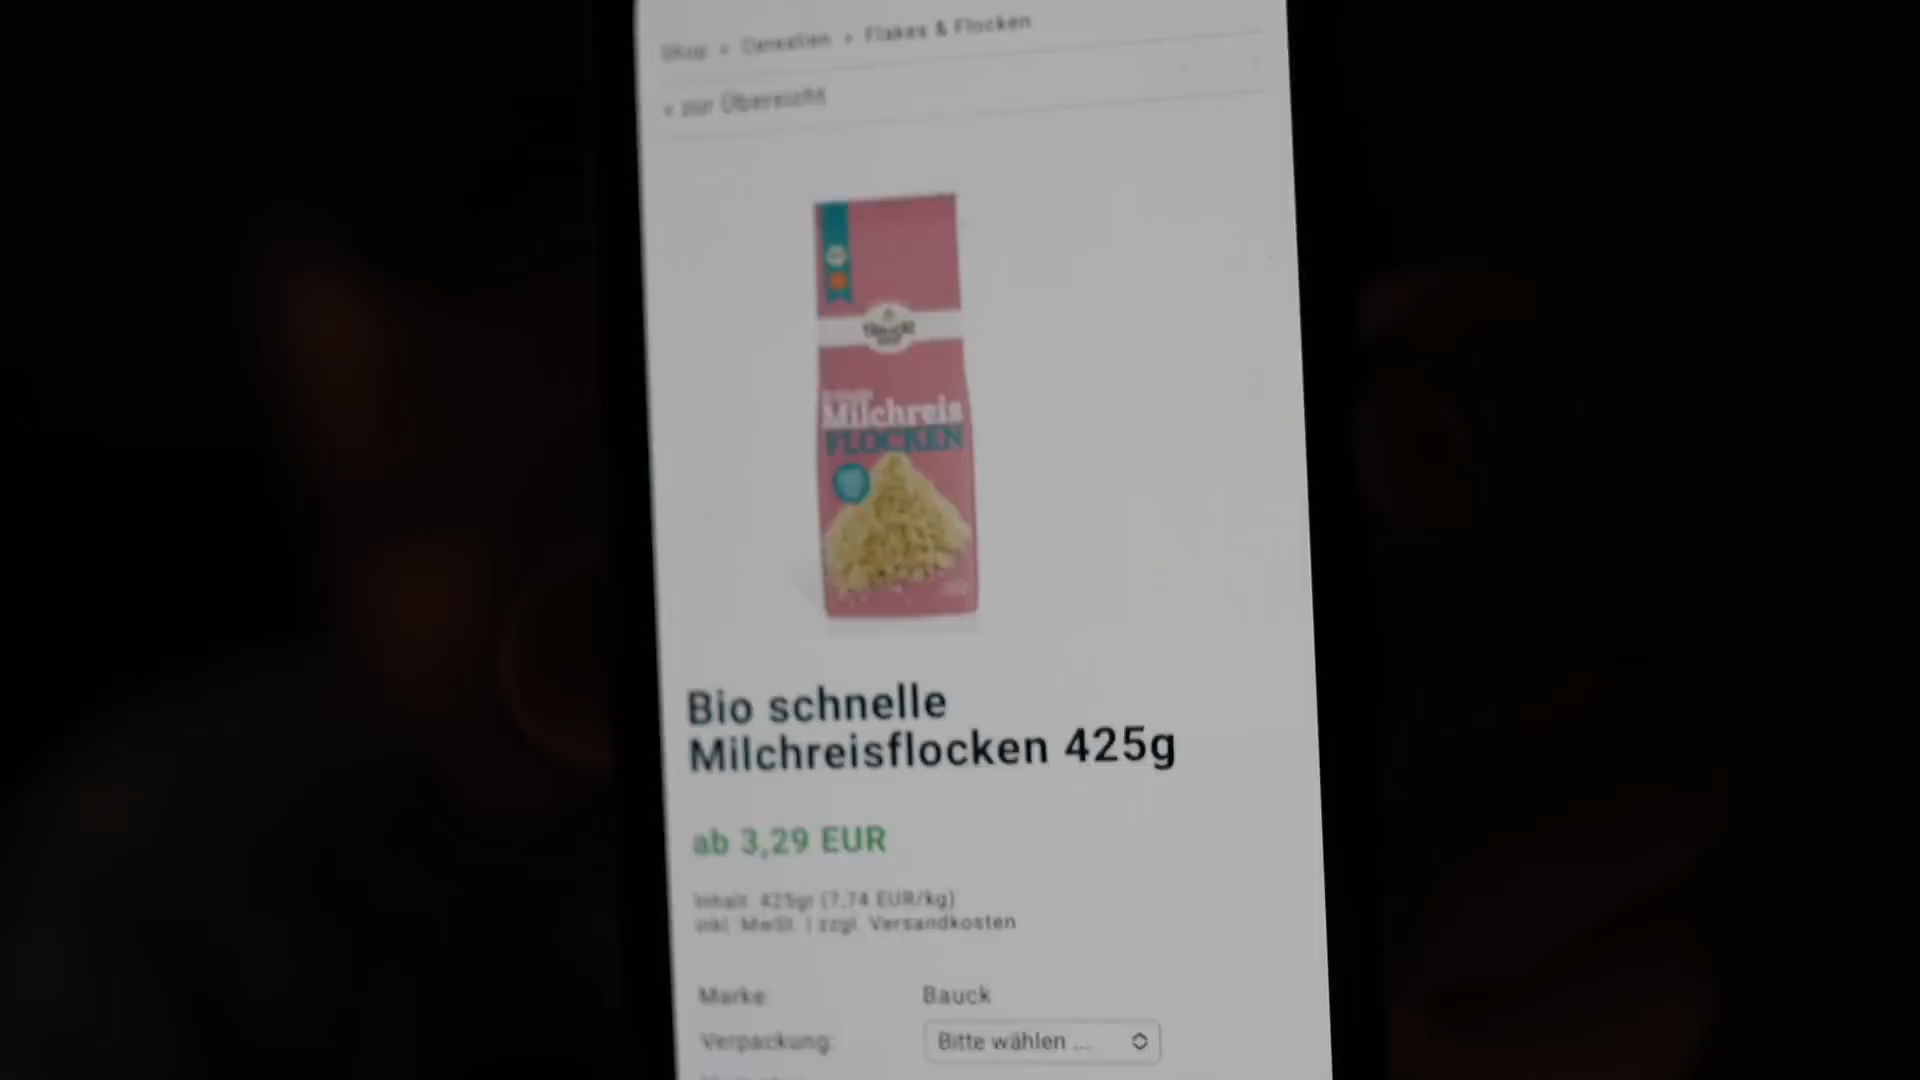 Shop › Cerealien › Flakes & Flocken
< zur Übersicht
Milchreis
FLOCKEN
Bio schnelle
Milchreisflocken 425g
ab 3,29 EUR
Inhalt: 425gr (7,74 EUR/kg)
inkl. MwSt. | zzgl. Versandkosten
Marke Bauck
Verpackung: Bitte wählen ...